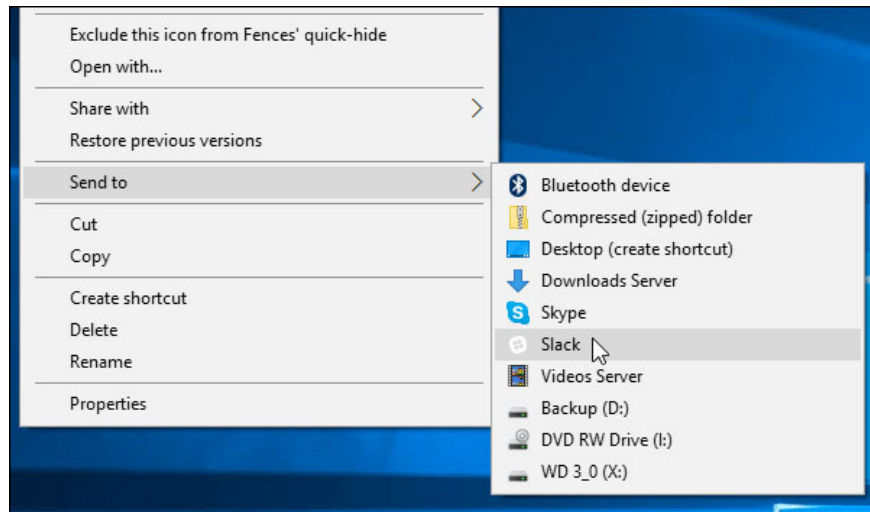 Exclude this icon from Fences' quick-hide
Open with...
Share with
Restore previous versions
Send to
Cut
Copy
Create shortcut
Delete
Rename
Properties
Bluetooth device
Compressed (zipped) folder
Desktop (create shortcut)
Downloads Server
Skype
Slack
Videos Server
Backup (D:)
DVD RW Drive (I:)
WD 3_0 (X:)